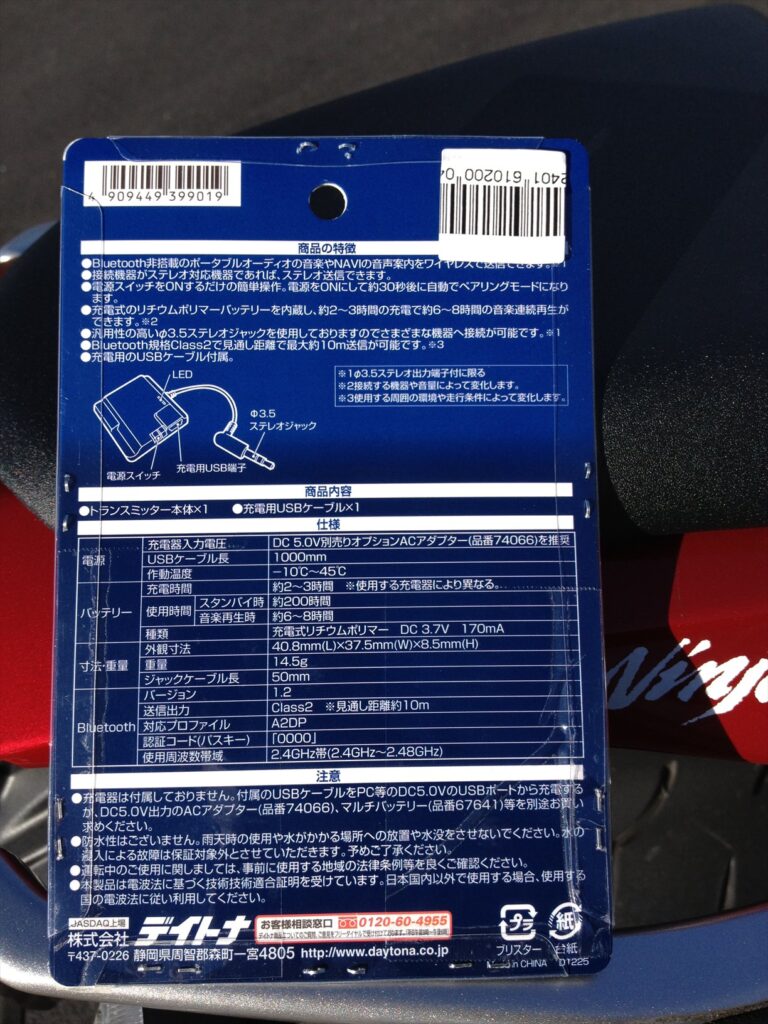 4 909449 399019
2401 610200 04
商品の特徴
●Bluetooth非搭載のポータブルオーディオの音楽やNAVIの音声案内をワイヤレスで送信できます。※1
●接続機器がステレオ対応機器であれば、ステレオ送信できます。
●電源スイッチをONするだけの簡単操作。電源をONにして約30秒後に自動でペアリングモードになり
ます。
●充電式のリチウムポリマーバッテリーを内蔵し、約2〜3時間の充電で約6〜8時間の音楽連続再生が
できます。※2
●汎用性の高いφ3.5ステレオジャックを使用しておりますのでさまざまな機器へ接続が可能です。※1
●Bluetooth規格Class2で見通し距離で最大約10m送信が可能です。※3
●充電用のUSBケーブル付属。
LED
※1φ3.5ステレオ出力端子付に限る
※2接続する機器や音量によって変化します。
※3使用する周囲の環境や走行条件によって変化します。
Φ3.5
ステレオジャック
充電用USB端子
電源スイッチ
商品内容
●トランスミッター本体×1 ●充電用USBケーブル×1
仕様
電源 充電器入力電圧 DC 5.0V別売りオプションACアダプター(品番74066)を推奨
USBケーブル長 1000mm
作動温度 −10℃〜45℃
バッテリー 充電時間 約2〜3時間 ※使用する充電器により異なる。
使用時間 スタンバイ時 約200時間
音楽再生時 約6〜8時間
種類 充電式リチウムポリマー DC 3.7V 170mA
寸法・重量 外観寸法 40.8mm(L)×37.5mm(W)×8.5mm(H)
重量 14.5g
ジャックケーブル長 50mm
Bluetooth バージョン 1.2
送信出力 Class2 ※見通し距離約10m
対応プロファイル A2DP
認証コード(パスキー) 「0000」
使用周波数帯域 2.4GHz帯(2.4GHz〜2.48GHz)
注意
●充電器は付属しておりません。付属のUSBケーブルをPC等のDC5.0VのUSBポートから充電する
か、DC5.0V出力のACアダプター(品番74066)、マルチバッテリー(品番67641)等を別途お買い
求めください。
●防水性はございません。雨天時の使用や水がかかる場所への放置や水没をさせないでください。水の
浸入による故障は保証対象外とさせていただきます。予めご了承ください。
●運転中のご使用に関しましては、事前に使用する地域の法律条例等を良くご確認ください。
●本製品は電波法に基づく技術技術適合証明を受けています。日本国内以外で使用する場合、使用する
国の電波法に従い利用してください。
JASDAQ上場
株式会社 デイトナ
お客様相談窓口 0120-60-4955
〒437-0226 静岡県周智郡森町一宮4805 http://www.daytona.co.jp
プラ 紙
ブリスター 台紙
in CHINA D1225
Ninja